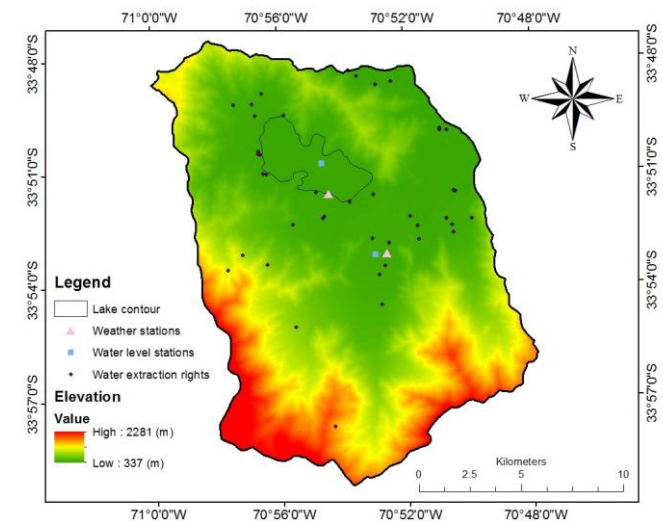 71°0'0"W 70°56'0"W 70°52'0"W 70°48'0"W
33°48'0"S 33°48'0"S
N
W E
S
33°51'0"S 33°51'0"S
33°54'0"S 33°54'0"S
Legend
Lake contour
Weather stations
Water level stations
Water extraction rights
Elevation
Value
High : 2281 (m)
Low : 337 (m)
33°57'0"S 33°57'0"S
Kilometers
0 2.5 5 10
71°0'0"W 70°56'0"W 70°52'0"W 70°48'0"W